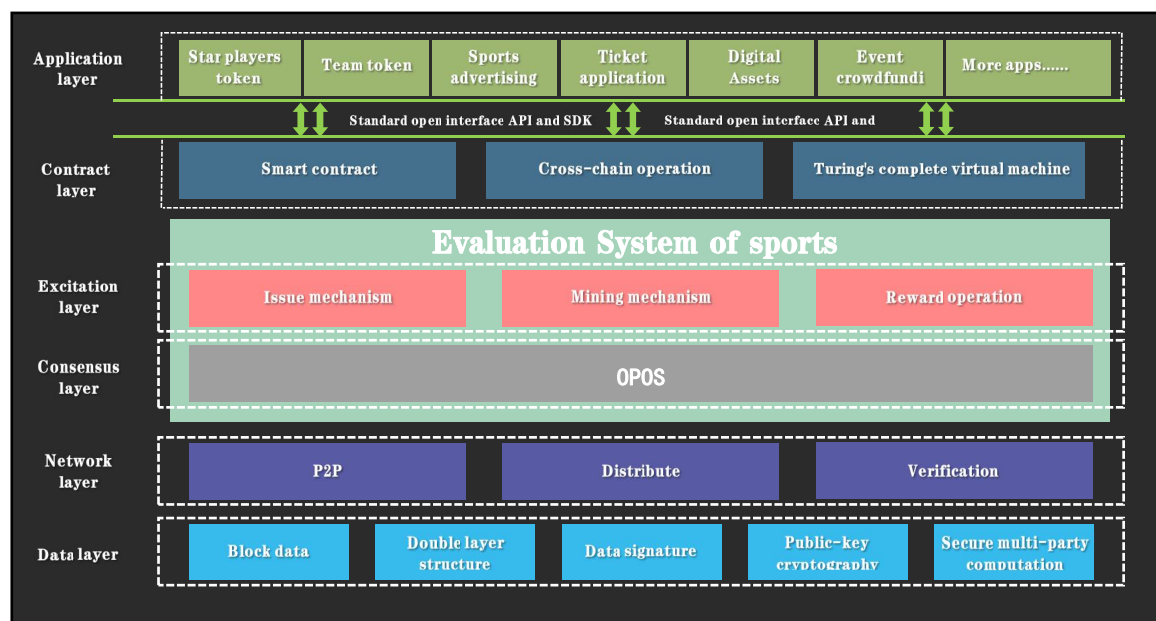 Application
layer
Star players
token
Team token
Sports
advertising
Ticket
application
Digital
Assets
Event
crowdfundi
More apps......
Standard open interface API and SDK
Standard open interface API and
Contract
layer
Smart contract
Cross-chain operation
Turing's complete virtual machine
Evaluation System of sports
Excitation
layer
Issue mechanism
Mining mechanism
Reward operation
Consensus
layer
OPOS
Network
layer
P2P
Distribute
Verification
Data layer
Block data
Double layer
structure
Data signature
Public-key
cryptography
Secure multi-party
computation